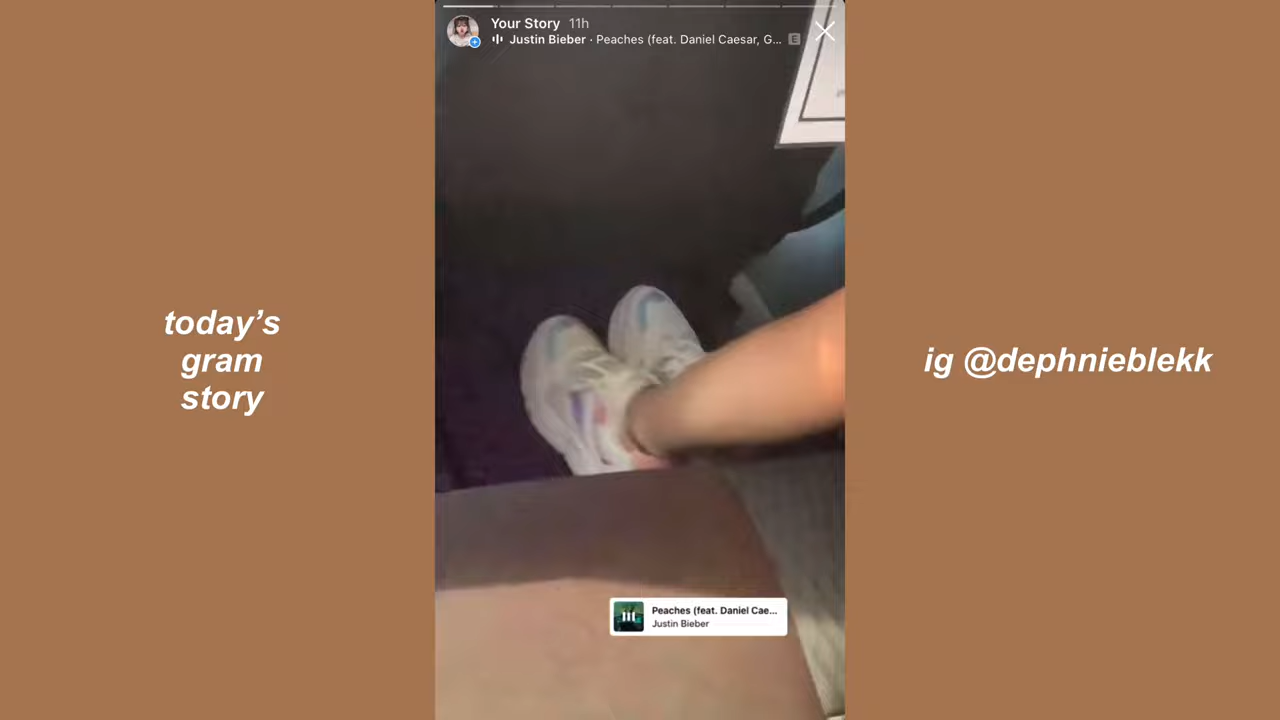 Your Story 11h
Justin Bieber · Peaches (feat. Daniel Caesar, G... E
today's
gram
story
ig @dephnieblekk
Peaches (feat. Daniel Cae...
Justin Bieber